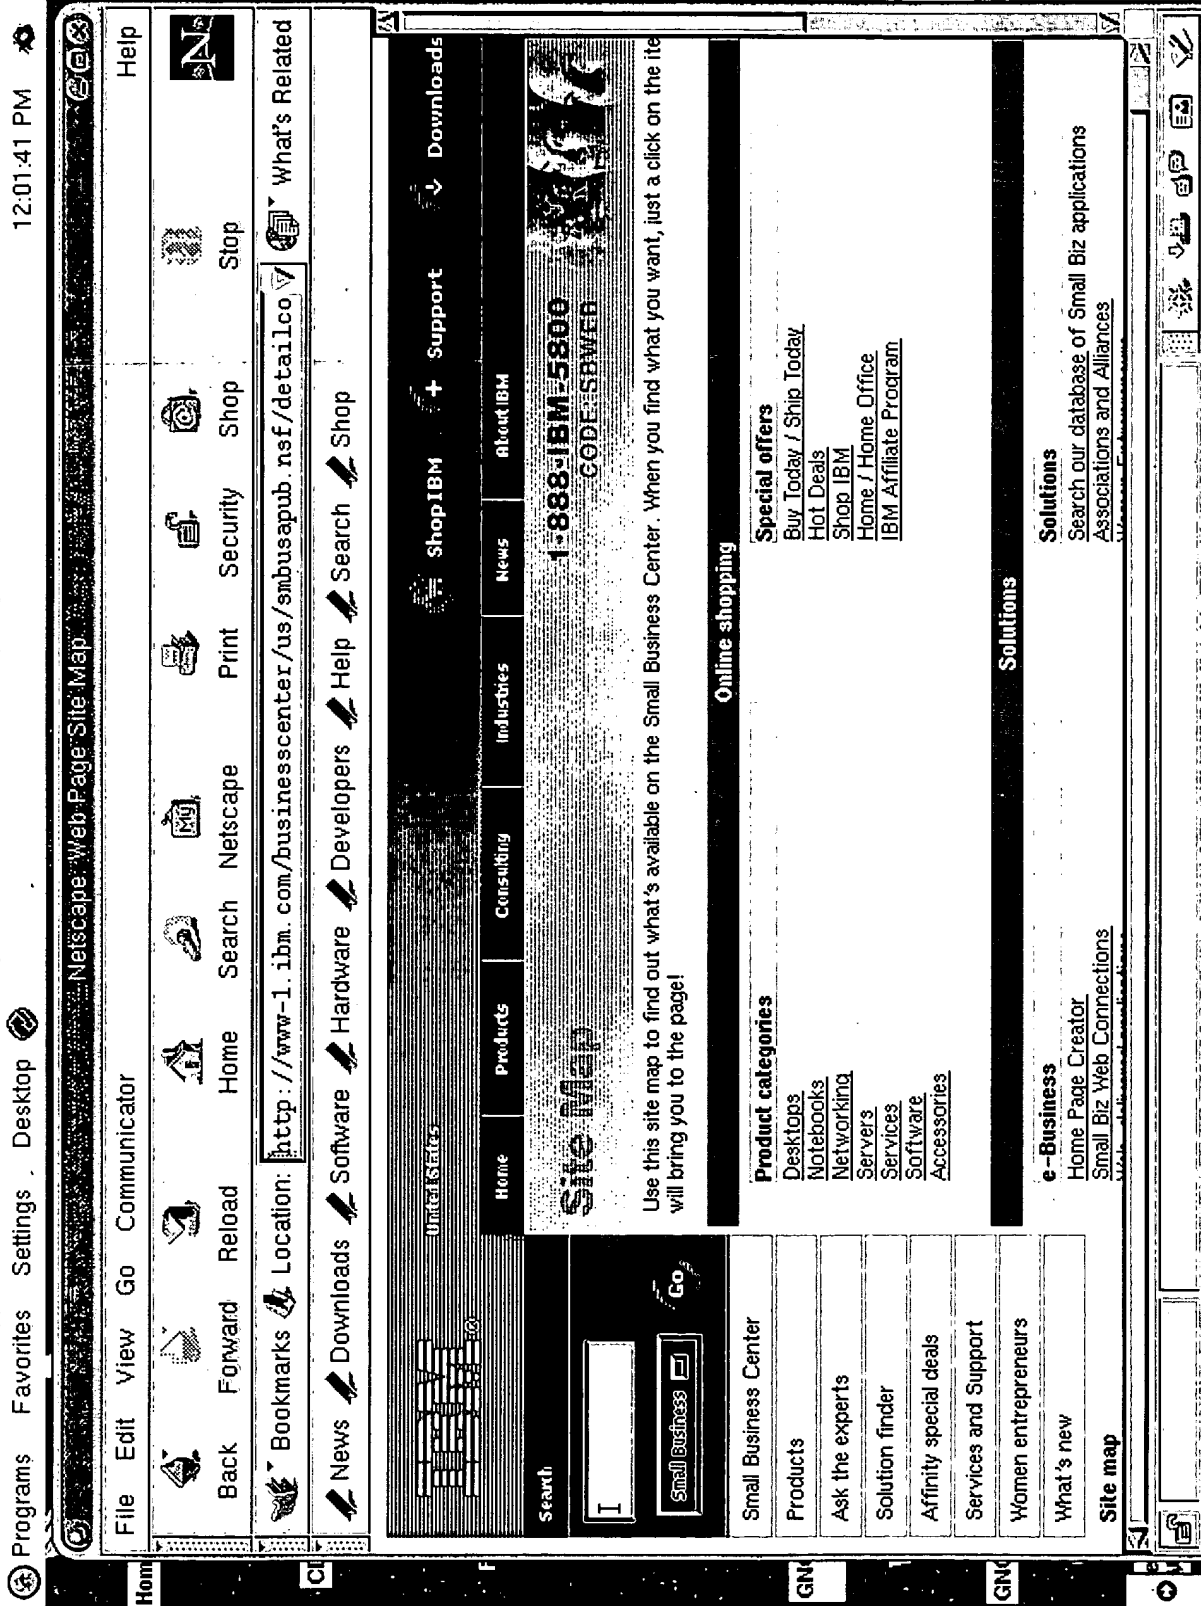 Programs Favorites Settings Desktop 12:01:41 PM
Netscape: Web Page Site Map
File Edit View Go Communicator Help
Back Forward Reload Home Search Netscape Print Security Shop Stop
Bookmarks Location: http://www-1.ibm.com/businesscenter/us/smbusapub.nsf/detailco What's Related
News Downloads Software Hardware Developers Help Search Shop
IBM United States ShopIBM Support Downloads
Home Products Consulting Industries News About IBM
Search
Small Business Go
Small Business Center
Products
Ask the experts
Solution finder
Affinity special deals
Services and Support
Women entrepreneurs
What's new
Site map
Site Map
1-888-IBM-5800
CODE: SBWEB
Use this site map to find out what's available on the Small Business Center. When you find what you want, just a click on the ite
will bring you to the page!
Online shopping
Product categories
Desktops
Notebooks
Networking
Servers
Services
Software
Accessories
Special offers
Buy Today / Ship Today
Hot Deals
Shop IBM
Home / Home Office
IBM Affiliate Program
Solutions
e-Business
Home Page Creator
Small Biz Web Connections
Solutions
Search our database of Small Biz applications
Associations and Alliances
Hom
GN
GN